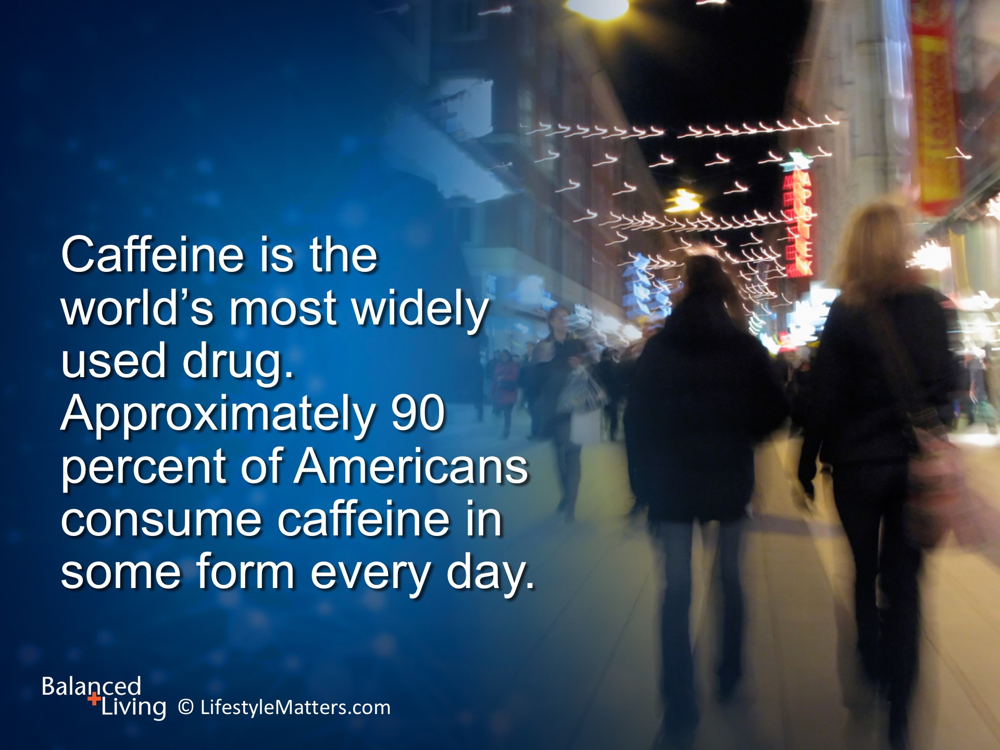 Caffeine is the
world’s most widely
used drug.
Approximately 90
percent of Americans
consume caffeine in
some form every day.
APOTEK
Balanced
Living © LifestyleMatters.com